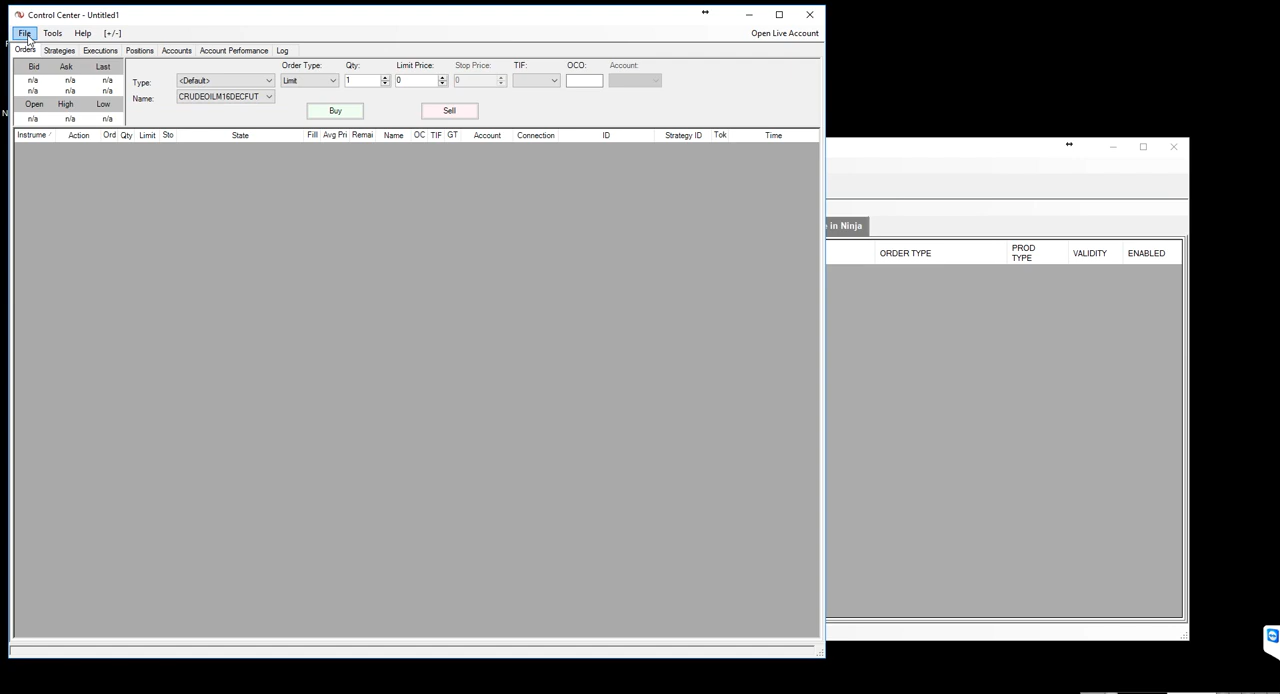 Control Center - Untitled1
File Tools Help [+/-] Open Live Account
Orders Strategies Executions Positions Accounts Account Performance Log
Bid Ask Last
n/a n/a n/a
n/a n/a n/a
Open High Low
n/a n/a n/a
Order Type: Qty: Limit Price: Stop Price: TIF: OCO: Account:
Type: <Default> Limit 1 0 0
Name: CRUDEOILM16DECFUT
Buy Sell
Instrume Action Ord Qty Limit Sto State Fill Avg Pri Remai Name OC TIF GT Account Connection ID Strategy ID Tok Time
in Ninja
ORDER TYPE PROD TYPE VALIDITY ENABLED